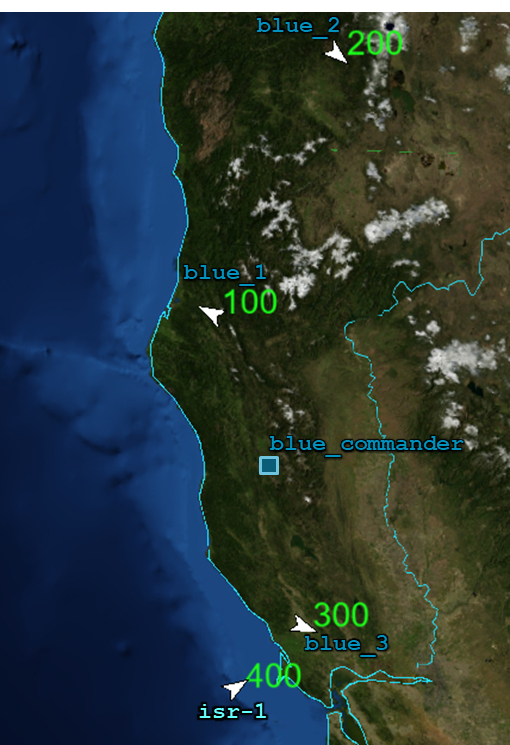 blue_2
200
blue_1
100
blue_commander
300
blue_3
400
isr-1